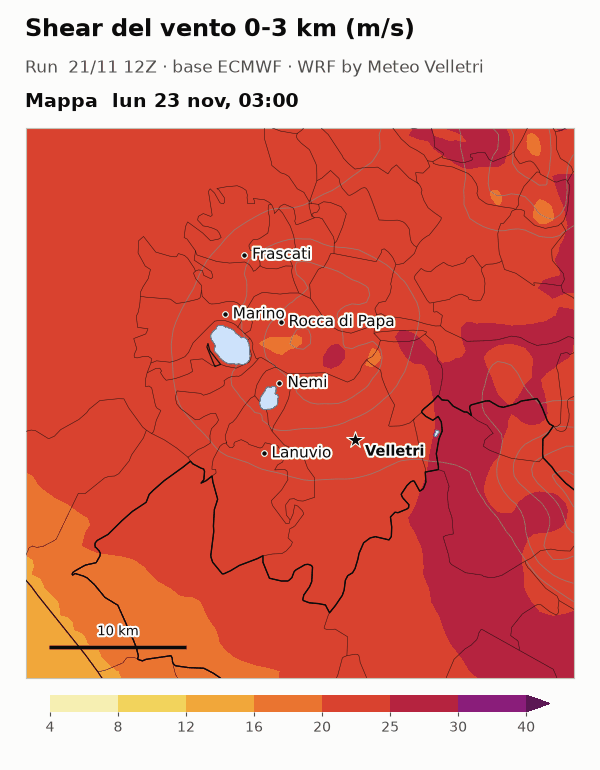 Shear del vento 0-3 km (m/s)
Run  21/11 12Z · base ECMWF · WRF by Meteo Velletri
Mappa  lun 23 nov, 03:00
Frascati
Marino
Rocca di Papa
Nemi
Velletri
Lanuvio
10 km
4 8 12 16 20 25 30 40